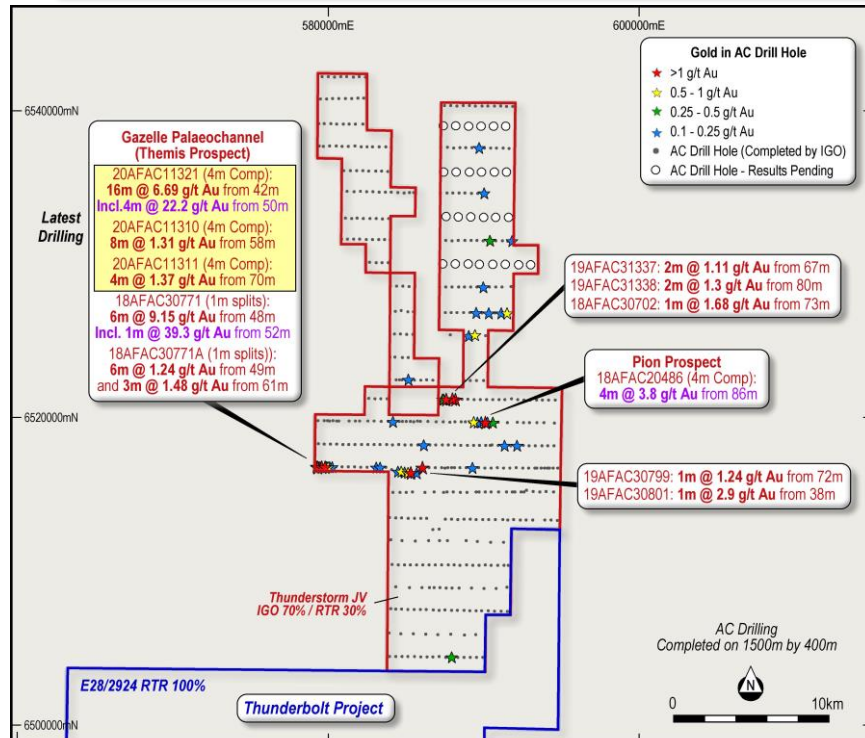 580000mE
600000mE
6540000mN
6520000mN
6500000mN
Gold in AC Drill Hole
>1 g/t Au
0.5 - 1 g/t Au
0.25 - 0.5 g/t Au
0.1 - 0.25 g/t Au
AC Drill Hole (Completed by IGO)
AC Drill Hole - Results Pending
Gazelle Palaeochannel
(Themis Prospect)
20AFAC11321 (4m Comp)
16m @ 6.69 g/t Au from 42m
Incl.4m @ 22.2 g/t Au from 50m
20AFAC11310 (4m Comp):
8m @ 1.31 g/t Au from 58m
20AFAC11311 (4m Comp):
4m @ 1.37 g/t Au from 70m
18AFAC30771 (1m splits):
6m @ 9.15 g/t Au from 48m
Incl. 1m @ 39.3 g/t Au from 52m
18AFAC30771A (1m splits)):
6m @ 1.24 g/t Au from 49m
and 3m @ 1.48 g/t Au from 61m
Latest
Drilling
19AFAC31337: 2m @ 1.11 g/t Au from 67m
19AFAC31338: 2m @ 1.3 g/t Au from 80m
18AFAC30702: 1m @ 1.68 g/t Au from 73m
Pion Prospect
18AFAC20486 (4m Comp):
4m @ 3.8 g/t Au from 86m
19AFAC30799: 1m @ 1.24 g/t Au from 72m
19AFAC30801: 1m @ 2.9 g/t Au from 38m
Thunderstorm JV
IGO 70% / RTR 30%
AC Drilling
Completed on 1500m by 400m
N
0 10km
E28/2924 RTR 100%
Thunderbolt Project